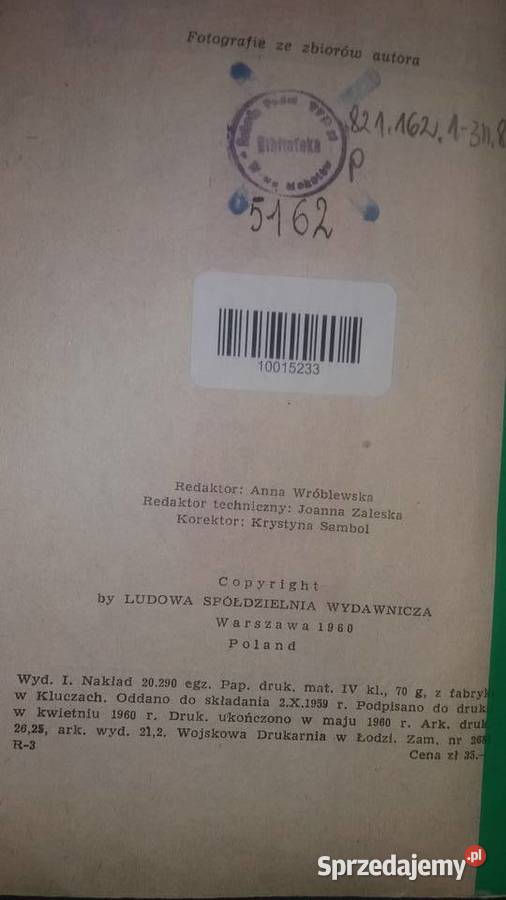 Fotografie ze zbiorów autora
821.162.1-311.8
Biblioteka
P
5162
10015233
Redaktor: Anna Wróblewska
Redaktor techniczny: Joanna Zaleska
Korektor: Krystyna Sambol
Copyright
by LUDOWA SPÓŁDZIELNIA WYDAWNICZA
Warszawa 1960
Poland
Wyd. I. Nakład 20.290 egz. Pap. druk. mat. IV kl., 70 g, z fabryk
w Kluczach. Oddano do składania 2.X.1959 r. Podpisano do druk
w kwietniu 1960 r. Druk. ukończono w maju 1960 r. Ark. druk
26,25, ark. wyd. 21,2. Wojskowa Drukarnia w Łodzi. Zam. nr
R-3
Cena zł 35.-
Sprzedajemy.pl